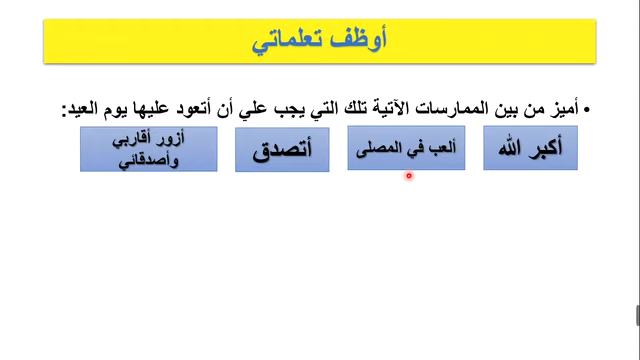 أوظف تعلماتي
• أميز من بين الممارسات الآتية تلك التي يجب علي أن أتعود عليها يوم العيد:
أكبر الله
ألعب في المصلى
أتصدق
أزور أقاربي
وأصدقائي